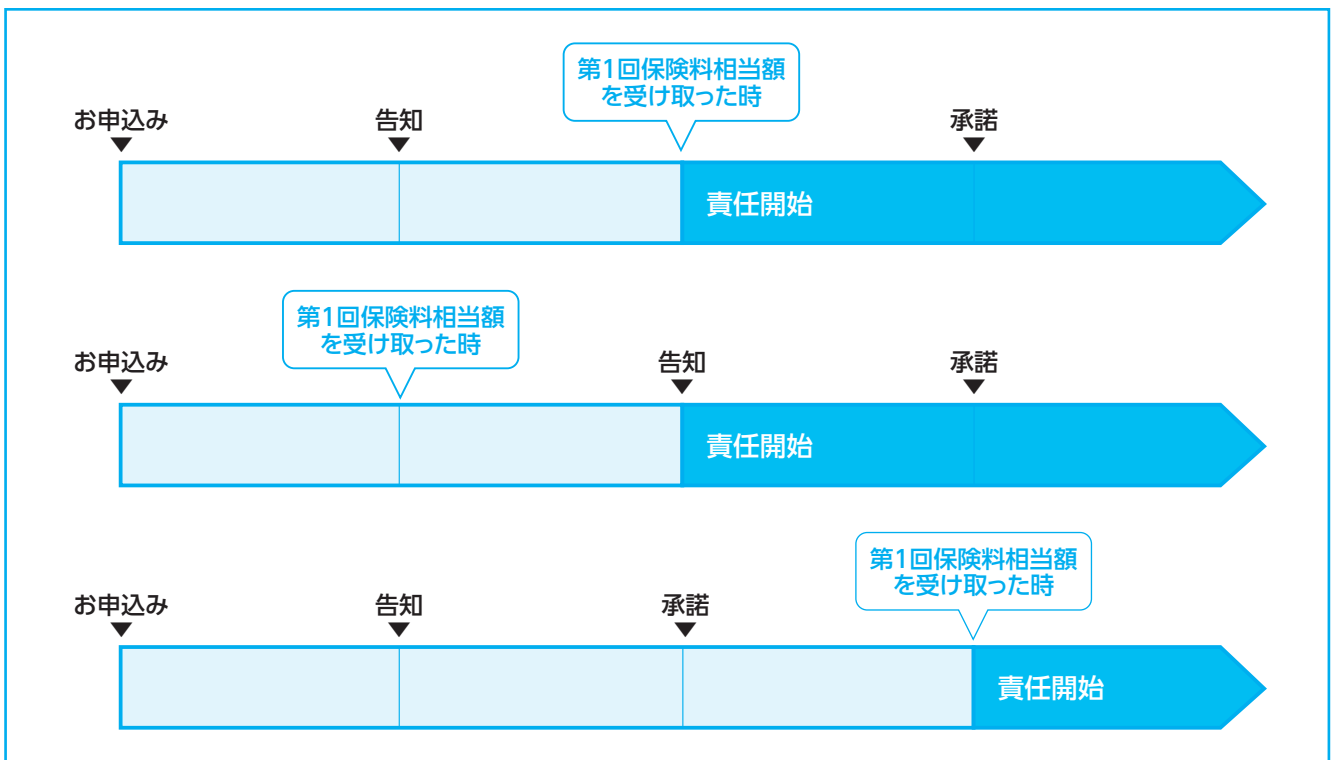 第1回保険料相当額
を受け取った時
お申込み
告知
承諾
責任開始
第1回保険料相当額
を受け取った時
お申込み
告知
承諾
責任開始
第1回保険料相当額
を受け取った時
お申込み
告知
承諾
責任開始